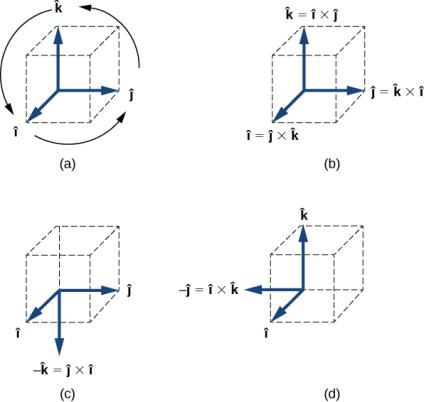 k̂
ĵ
î
(a)
k̂ = î × ĵ
ĵ = k̂ × î
î = ĵ × k̂
(b)
ĵ
î
−k̂ = ĵ × î
(c)
k̂
−ĵ = î × k̂
î
(d)